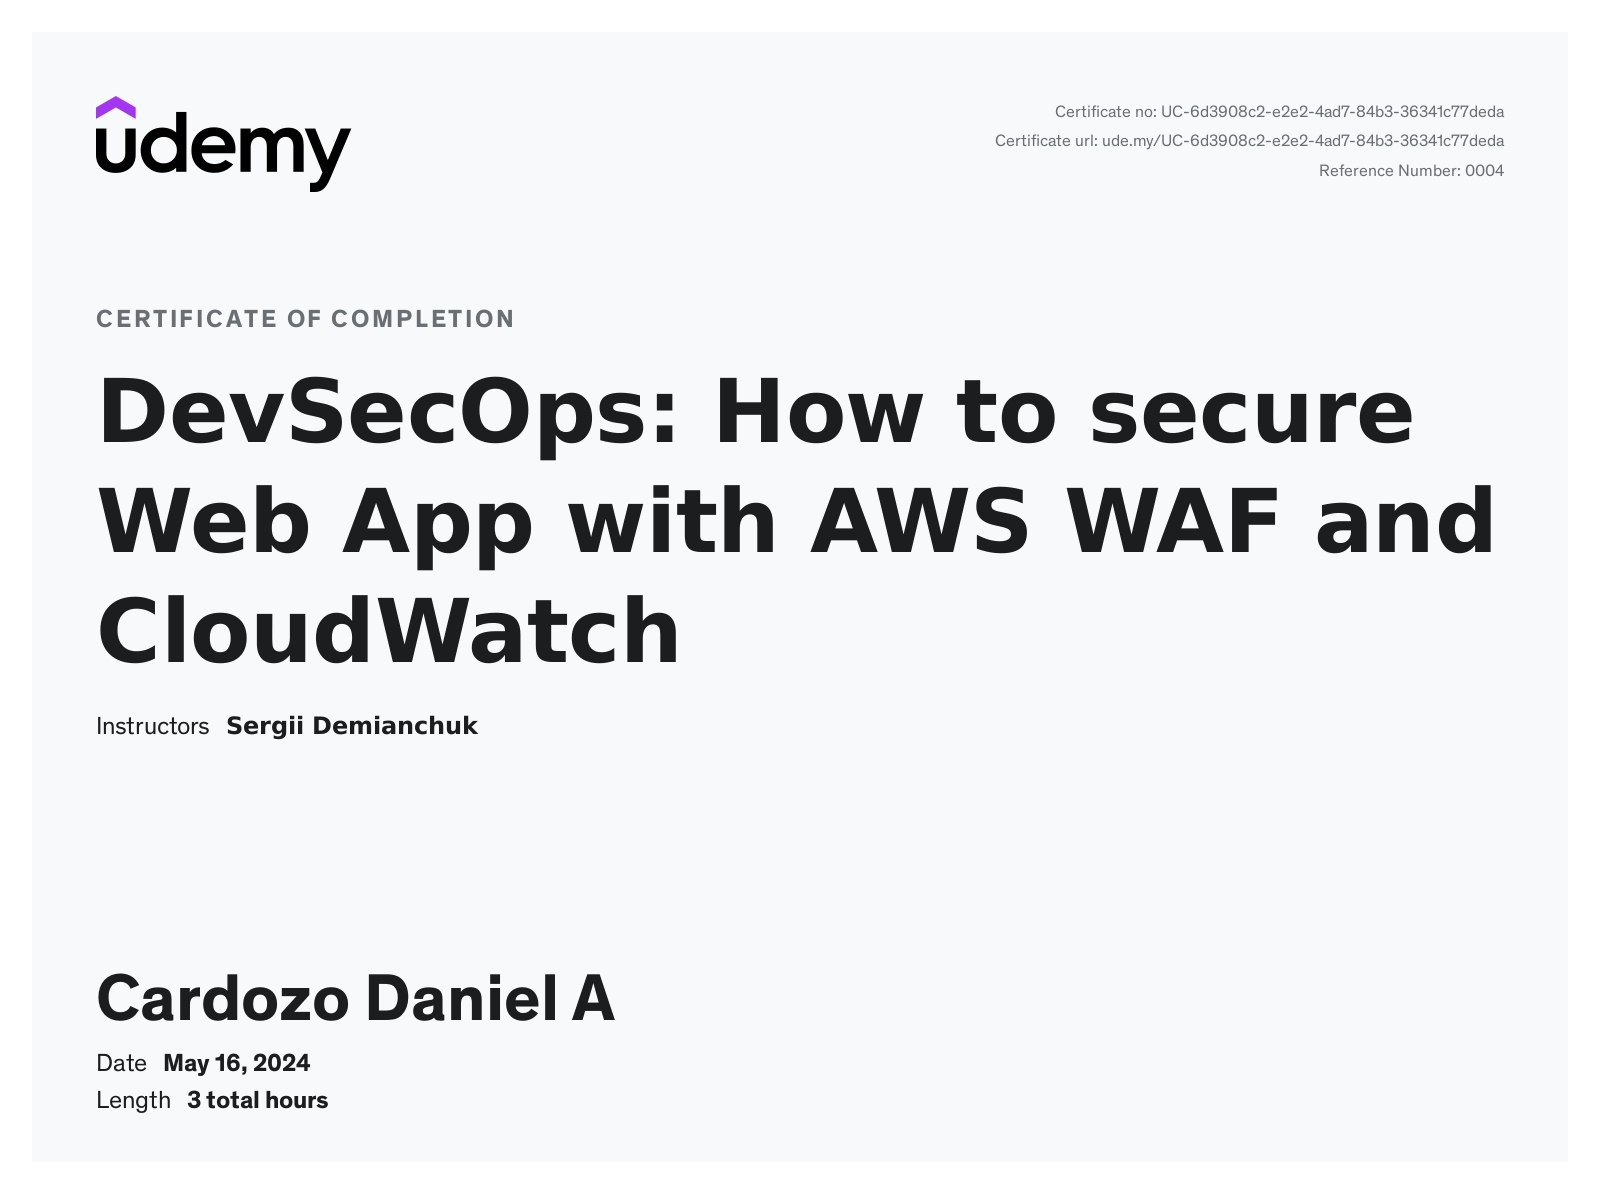 udemy
Certificate no: UC-6d3908c2-e2e2-4ad7-84b3-36341c77deda
Certificate url: ude.my/UC-6d3908c2-e2e2-4ad7-84b3-36341c77deda
Reference Number: 0004
CERTIFICATE OF COMPLETION
DevSecOps: How to secure
Web App with AWS WAF and
CloudWatch
Instructors Sergii Demianchuk
Cardozo Daniel A
Date May 16, 2024
Length 3 total hours